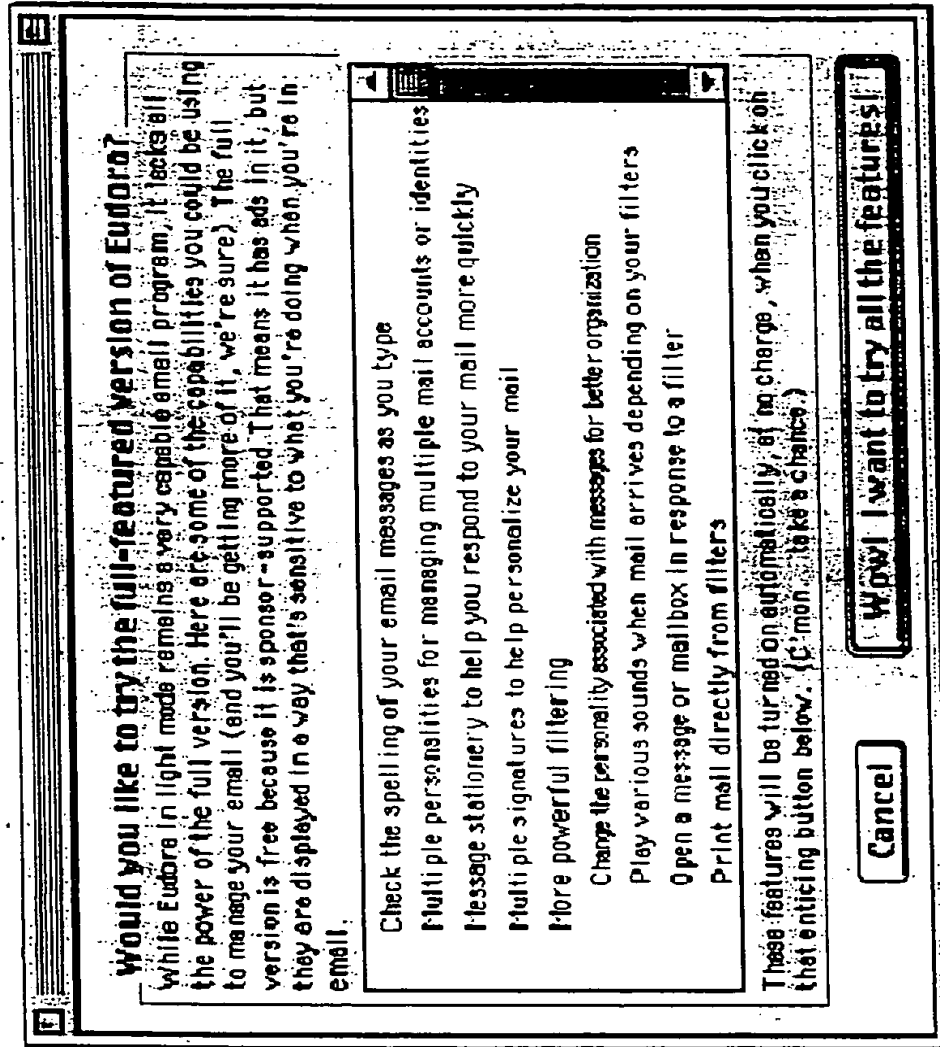 Would you like to try the full-featured version of Eudora?
While Eudora in light mode remains a very capable email program, it lacks all
the power of the full version. Here are some of the capabilities you could be using
to manage your email (and you'll be getting more of it, we're sure). The full
version is free because it is sponsor-supported. That means it has ads in it, but
they are displayed in a way that's sensitive to what you're doing when you're in
email.
Check the spelling of your email messages as you type
Multiple personalities for managing multiple mail accounts or identities
Message stationery to help you respond to your mail more quickly
Multiple signatures to help personalize your mail
More powerful filtering
Change the personality associated with messages for better organization
Play various sounds when mail arrives depending on your filters
Open a message or mailbox in response to a filter
Print mail directly from filters
These features will be turned on automatically, at no charge, when you click on
that enticing button below. (C'mon, take a chance.)
Cancel
Wow! I want to try all the features!